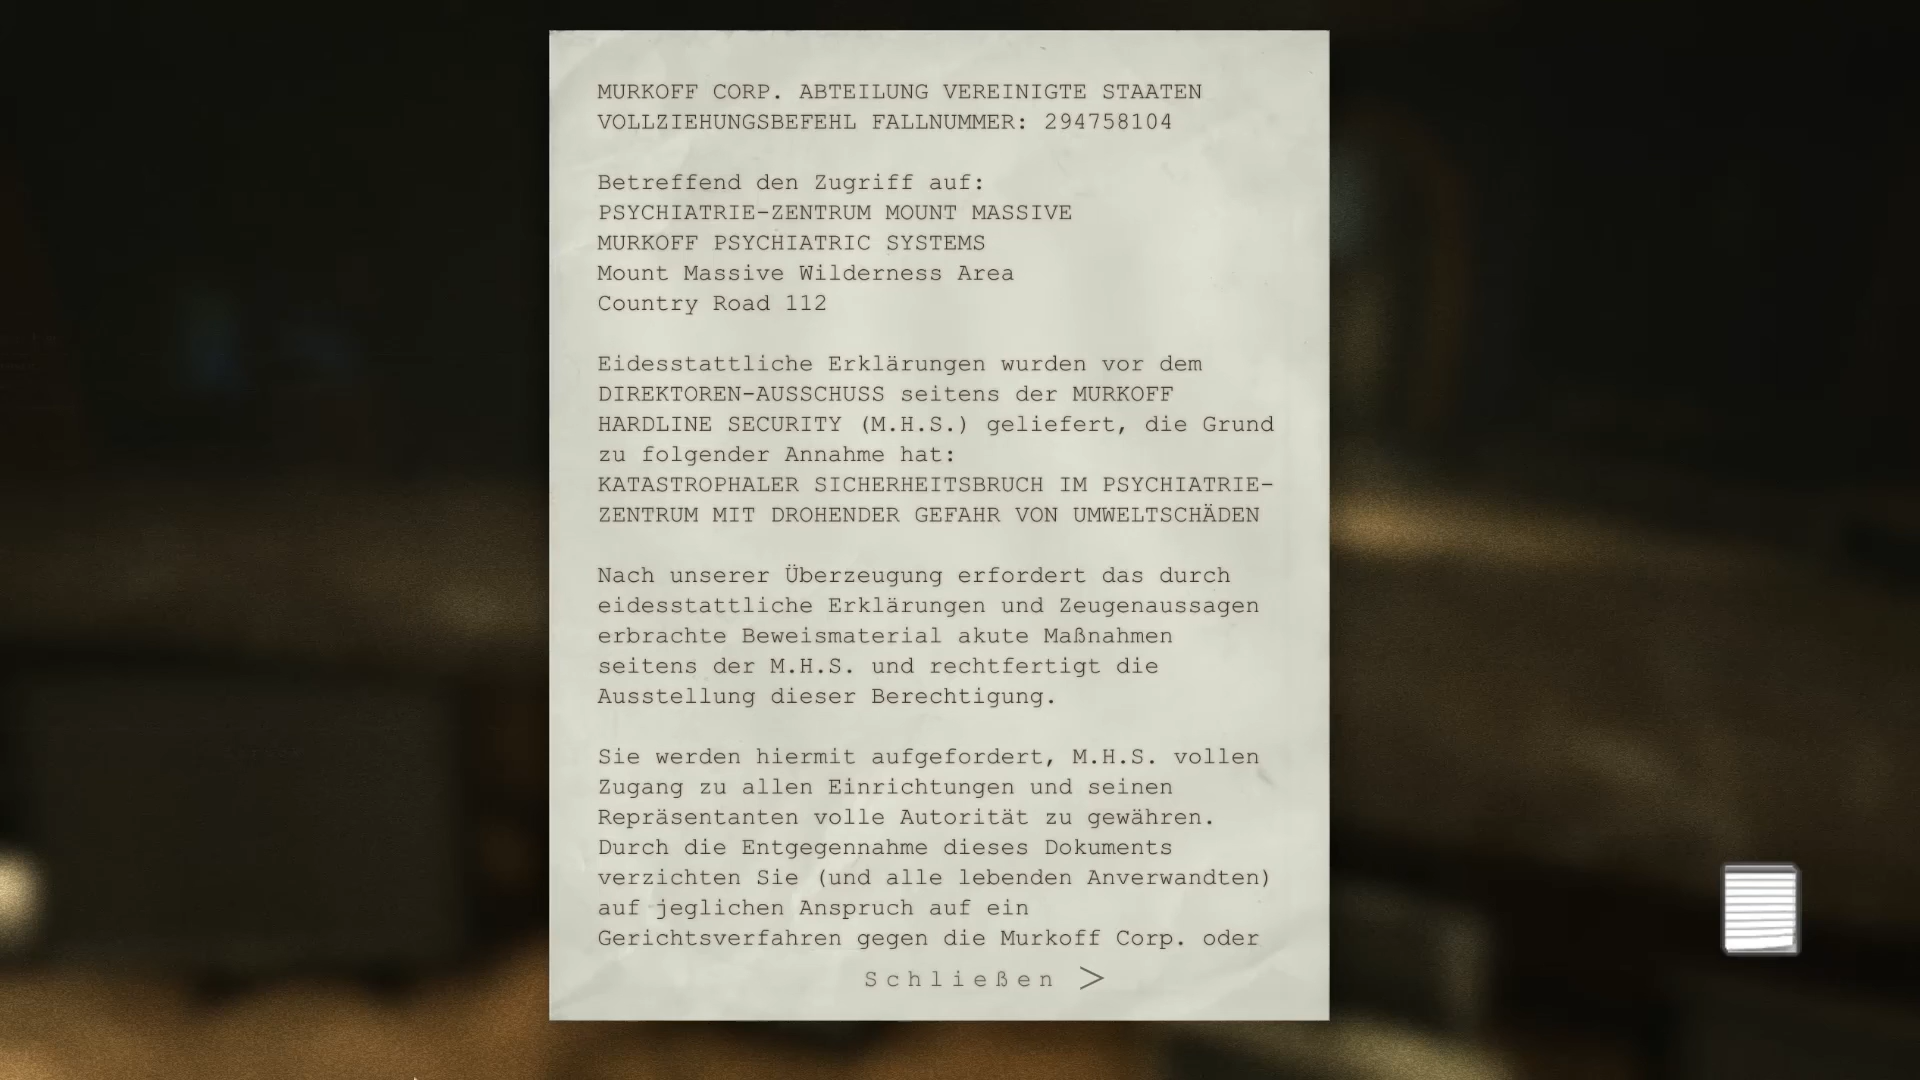 MURKOFF CORP. ABTEILUNG VEREINIGTE STAATEN
VOLLZIEHUNGSBEFEHL FALLNUMMER: 294758104
Betreffend den Zugriff auf:
PSYCHIATRIE-ZENTRUM MOUNT MASSIVE
MURKOFF PSYCHIATRIC SYSTEMS
Mount Massive Wilderness Area
Country Road 112
Eidesstattliche Erklärungen wurden vor dem
DIREKTOREN-AUSSCHUSS seitens der MURKOFF
HARDLINE SECURITY (M.H.S.) geliefert, die Grund
zu folgender Annahme hat:
KATASTROPHALER SICHERHEITSBRUCH IM PSYCHIATRIE-
ZENTRUM MIT DROHENDER GEFAHR VON UMWELTSCHÄDEN
Nach unserer Überzeugung erfordert das durch
eidesstattliche Erklärungen und Zeugenaussagen
erbrachte Beweismaterial akute Maßnahmen
seitens der M.H.S. und rechtfertigt die
Ausstellung dieser Berechtigung.
Sie werden hiermit aufgefordert, M.H.S. vollen
Zugang zu allen Einrichtungen und seinen
Repräsentanten volle Autorität zu gewähren.
Durch die Entgegennahme dieses Dokuments
verzichten Sie (und alle lebenden Anverwandten)
auf jeglichen Anspruch auf ein
Gerichtsverfahren gegen die Murkoff Corp. oder
Schließen >